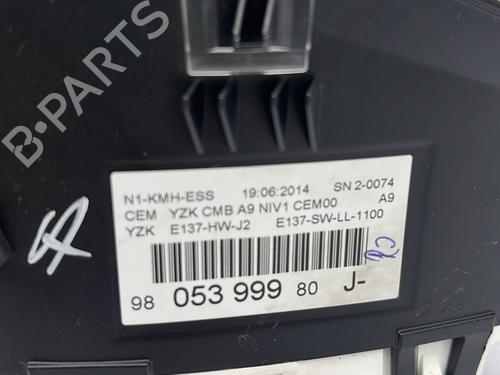 B-PARTS
N1-KMH-ESS 19:06:2014 SN 2-0074
CEM YZK CMB A9 NIV1 CEM00 A9
YZK E137-HW-J2 E137-SW-LL-1100
98 053 999 80 J-